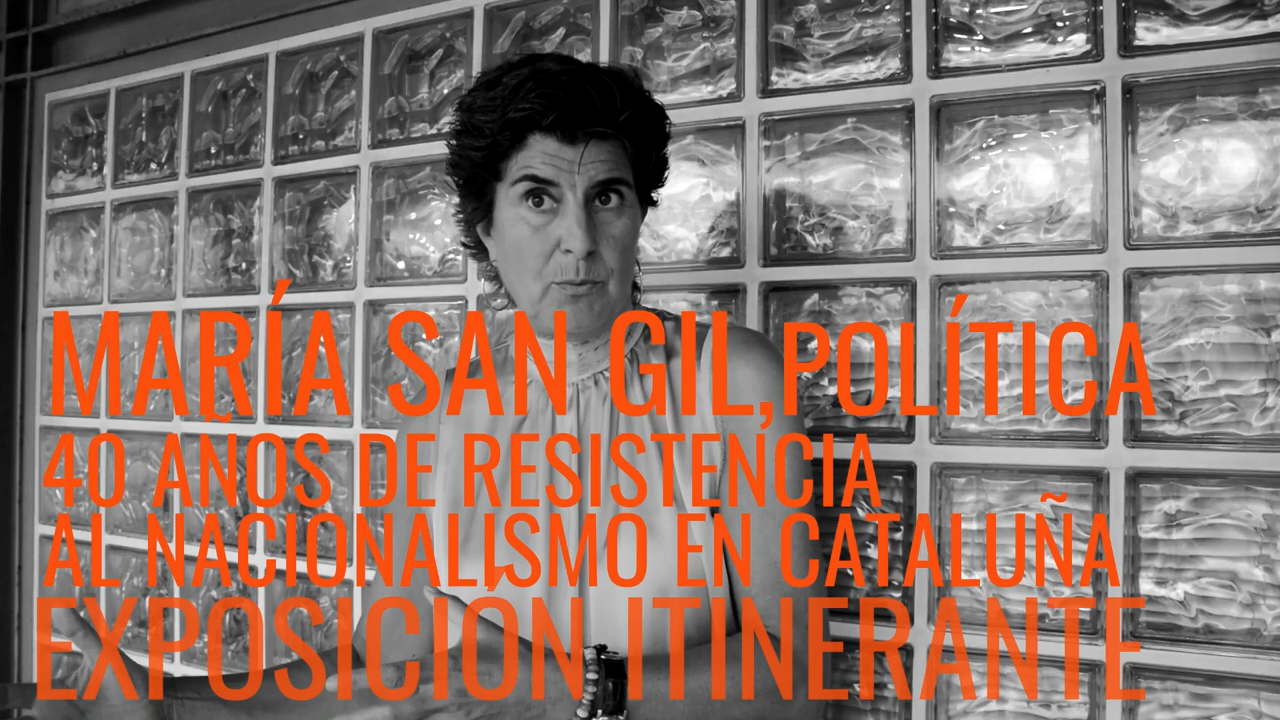 MARÍA SAN GIL, POLÍTICA
40 AÑOS DE RESISTENCIA
AL NACIONALISMO EN CATALUÑA
EXPOSICIÓN ITINERANTE